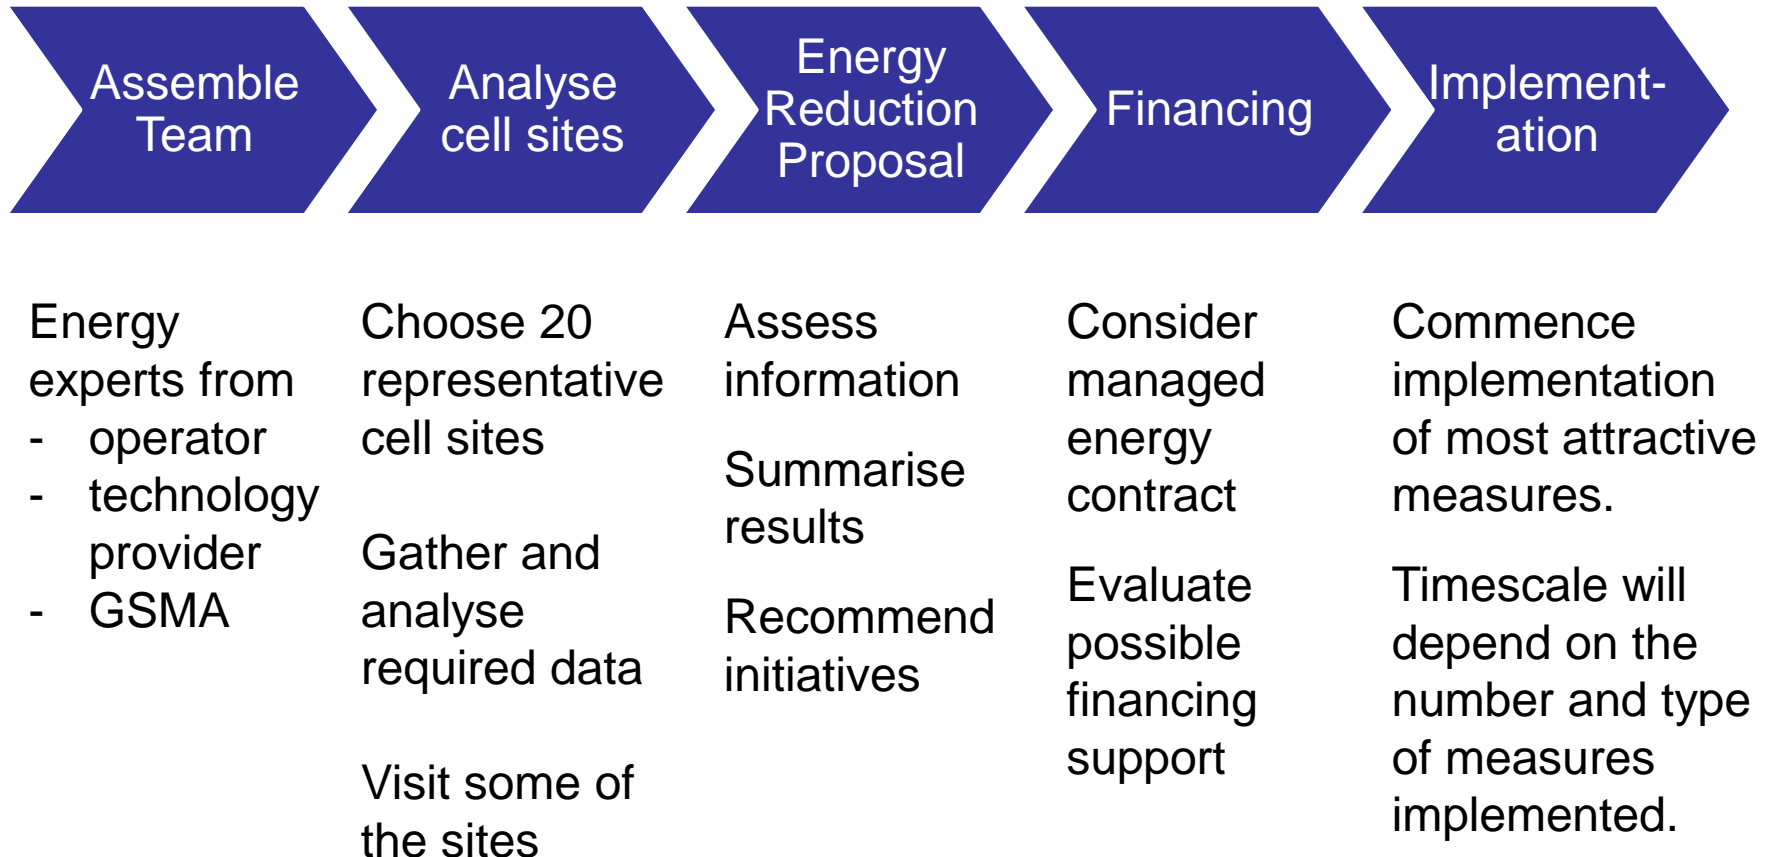 Assemble
Team
Analyse
cell sites
Energy
Reduction
Proposal
Financing
Implement-
ation
Energy
experts from
- operator
- technology
provider
- GSMA
Choose 20
representative
cell sites
Gather and
analyse
required data
Visit some of
the sites
Assess
information
Summarise
results
Recommend
initiatives
Consider
managed
energy
contract
Evaluate
possible
financing
support
Commence
implementation
of most attractive
measures.
Timescale will
depend on the
number and type
of measures
implemented.